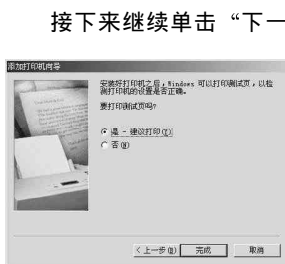 接下来继续单击“下一
添加打印机向导
安装好打印机之后，Windows 可以打印测试页，以检
测打印机的设置是否正确。
要打印测试页吗?
是 - 建议打印(Y):
否(N)
<上一步(B) 完成 取消